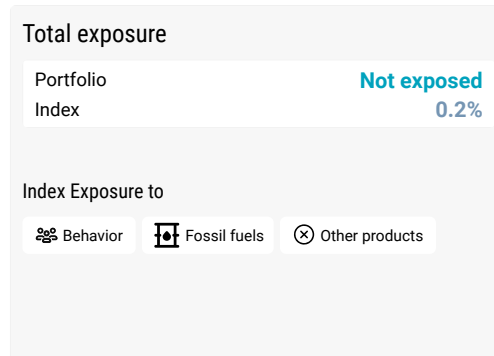 Total exposure
Portfolio Not exposed
Index 0.2%
Index Exposure to
Behavior Fossil fuels Other products